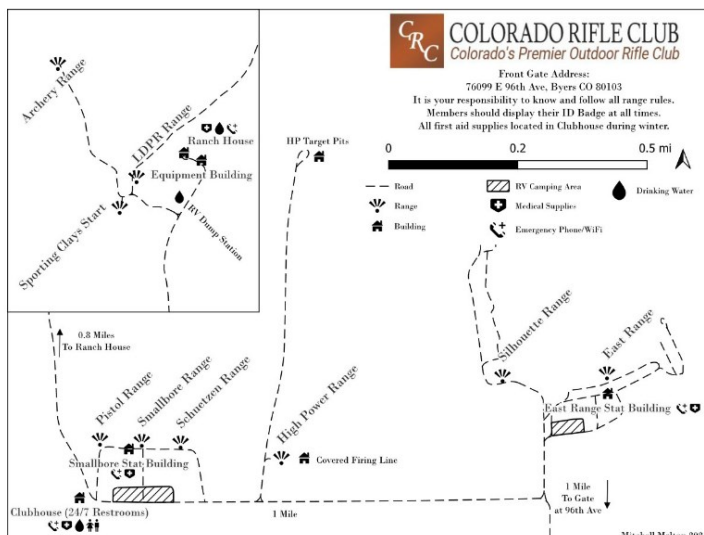 CRC
COLORADO RIFLE CLUB
Colorado's Premier Outdoor Rifle Club
Front Gate Address:
76099 E 96th Ave, Byers CO 80103
It is your responsibility to know and follow all range rules.
Members should display their ID Badge at all times.
All first aid supplies located in Clubhouse during winter.
0
0.2
0.5 mi
Road
Range
Building
RV Camping Area
Medical Supplies
Emergency Phone/WiFi
Drinking Water
Archery Range
LDPR Range
Ranch House
Equipment Building
Sporting Clays Start
RV Dump Station
HP Target Pits
0.8 Miles
To Ranch House
Pistol Range
Smallbore Range
Schuetzen Range
High Power Range
Silhouette Range
East Range
East Range Stat Building
Smallbore Stat Building
Covered Firing Line
Clubhouse (24/7 Restrooms)
1 Mile
1 Mile
To Gate
at 96th Ave
Mitchell